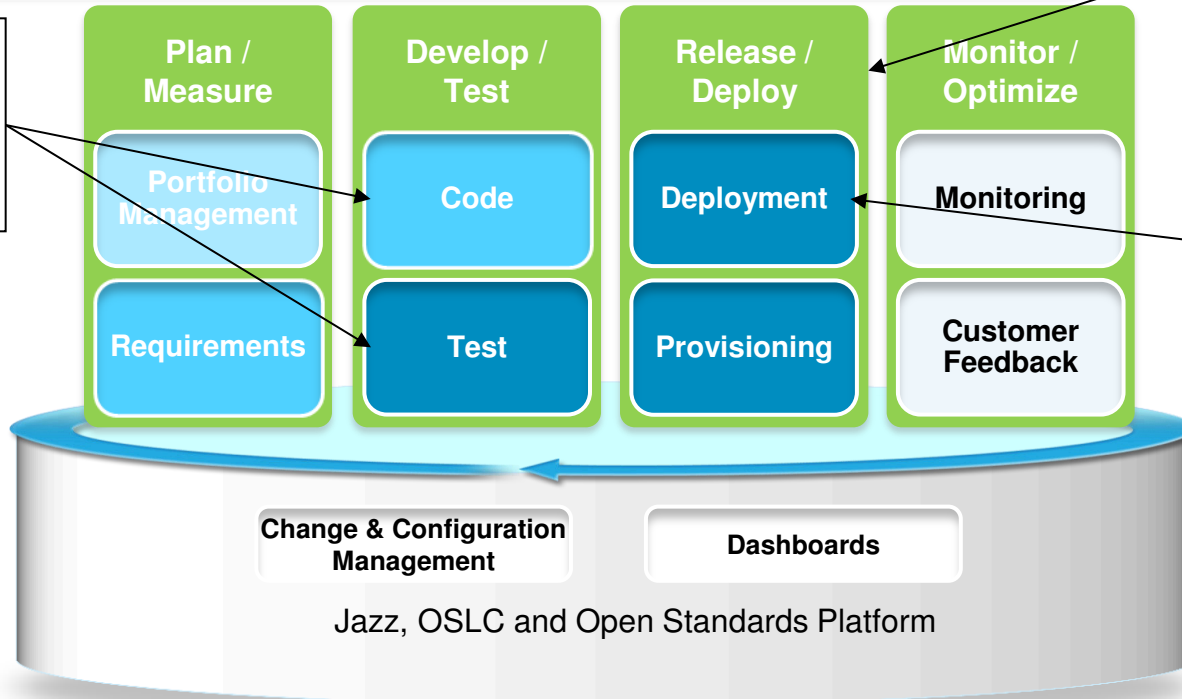 Plan /
Measure
Portfolio
Management
Requirements
Develop /
Test
Code
Test
Release /
Deploy
Deployment
Provisioning
Monitor /
Optimize
Monitoring
Customer
Feedback
Change & Configuration
Management
Dashboards
Jazz, OSLC and Open Standards Platform